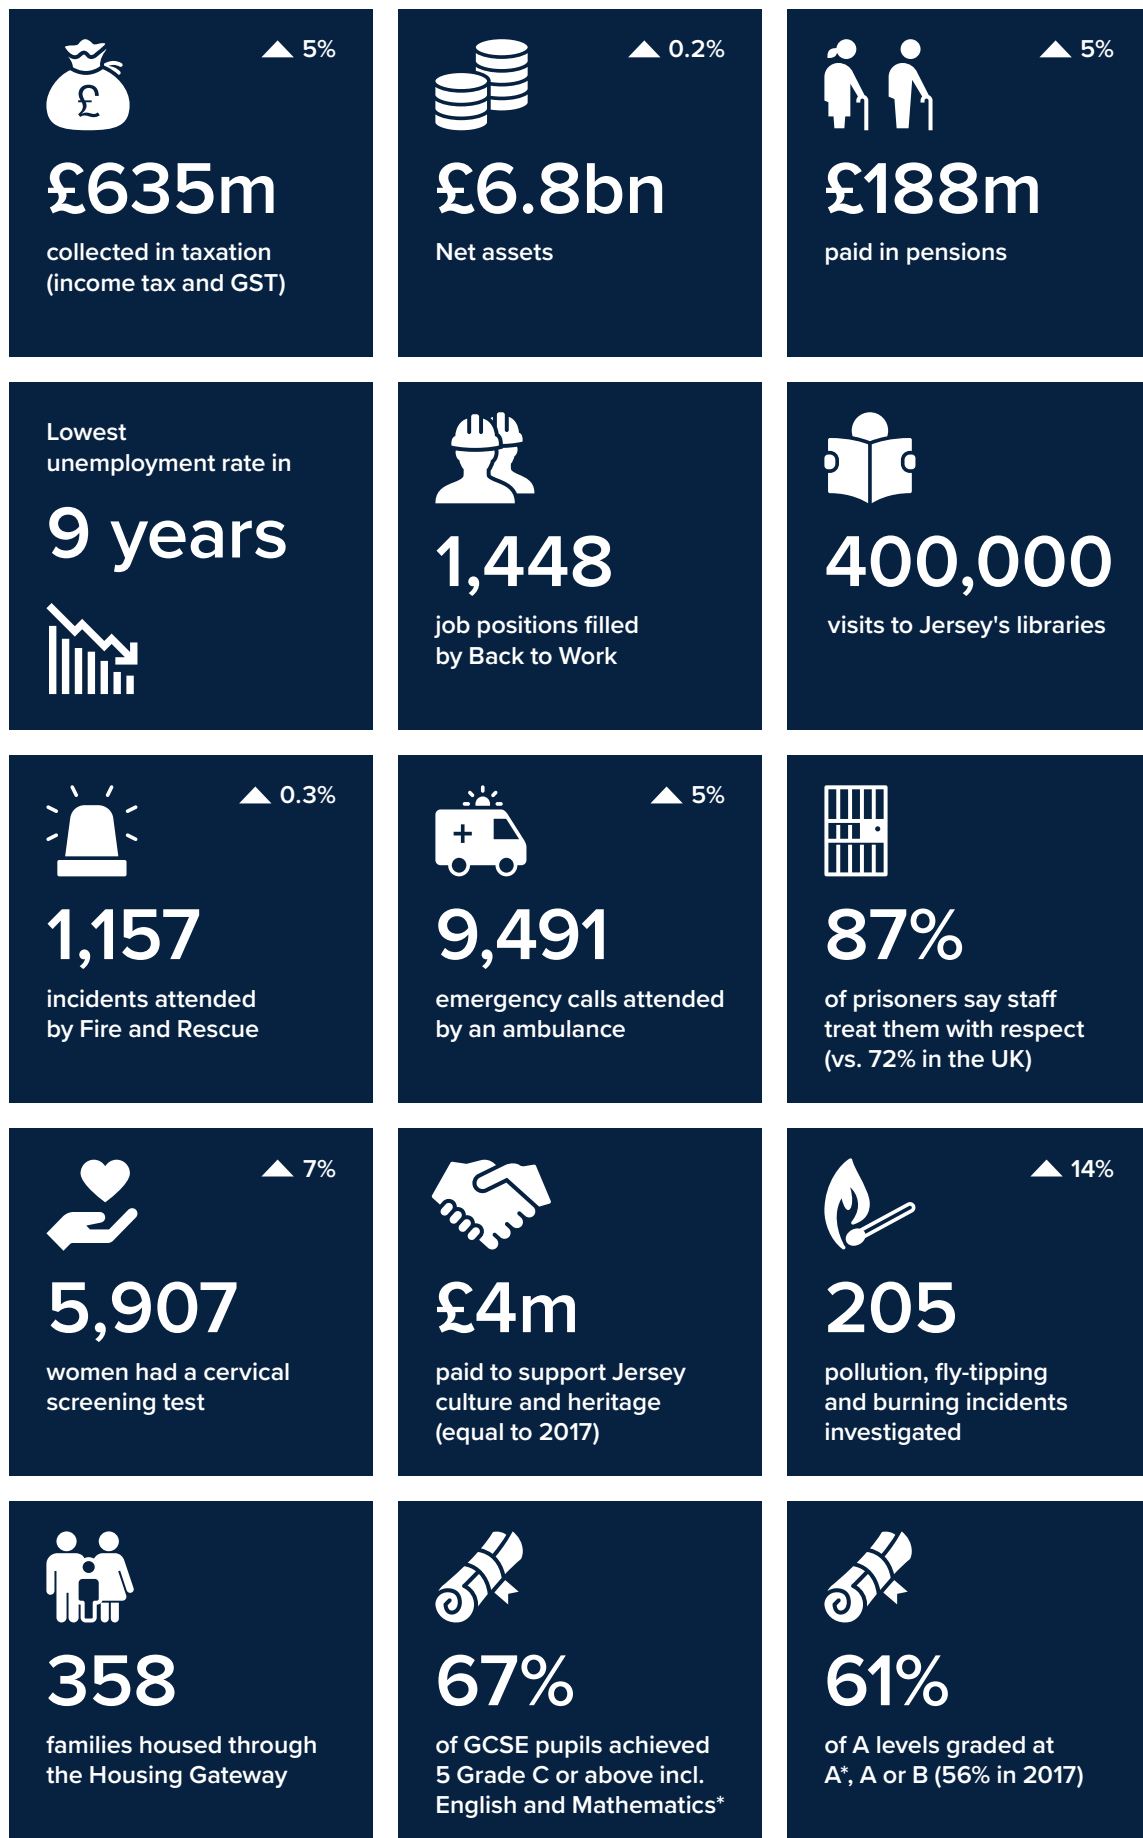 ▲ 5%
£
£635m
collected in taxation
(income tax and GST)
▲ 0.2%
£6.8bn
Net assets
▲ 5%
£188m
paid in pensions
Lowest
unemployment rate in
9 years
1,448
job positions filled
by Back to Work
400,000
visits to Jersey's libraries
▲ 0.3%
1,157
incidents attended
by Fire and Rescue
▲ 5%
9,491
emergency calls attended
by an ambulance
87%
of prisoners say staff
treat them with respect
(vs. 72% in the UK)
▲ 7%
5,907
women had a cervical
screening test
£4m
paid to support Jersey
culture and heritage
(equal to 2017)
▲ 14%
205
pollution, fly-tipping
and burning incidents
investigated
358
families housed through
the Housing Gateway
67%
of GCSE pupils achieved
5 Grade C or above incl.
English and Mathematics*
61%
of A levels graded at
A*, A or B (56% in 2017)